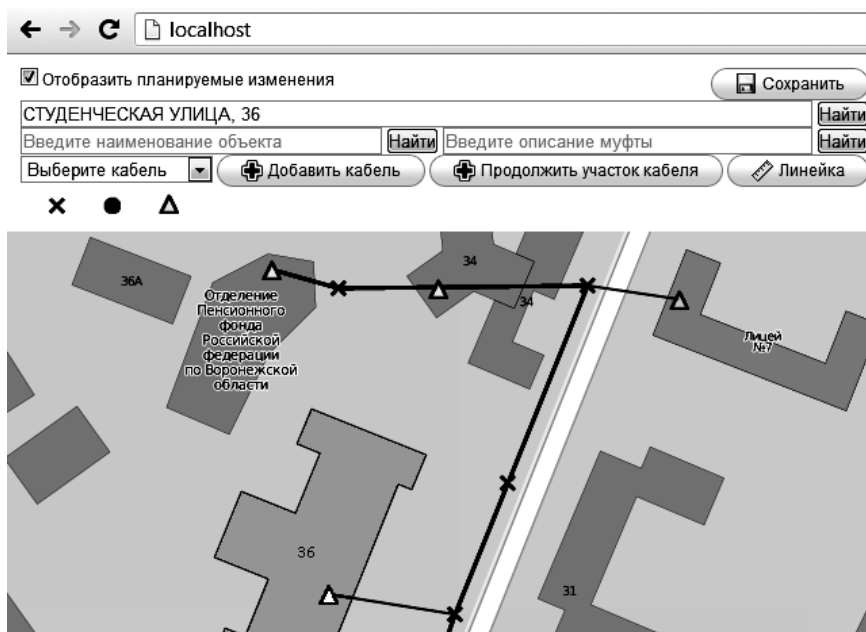 localhost
Отобразить планируемые изменения
Сохранить
СТУДЕНЧЕСКАЯ УЛИЦА, 36
Найти
Введите наименование объекта
Найти
Введите описание муфты
Найти
Выберите кабель
Добавить кабель
Продолжить участок кабеля
Линейка
36А
34
34
Отделение
Пенсионного
фонда
Российской
федерации
по Воронежской
области
Лицей
№7
36
31